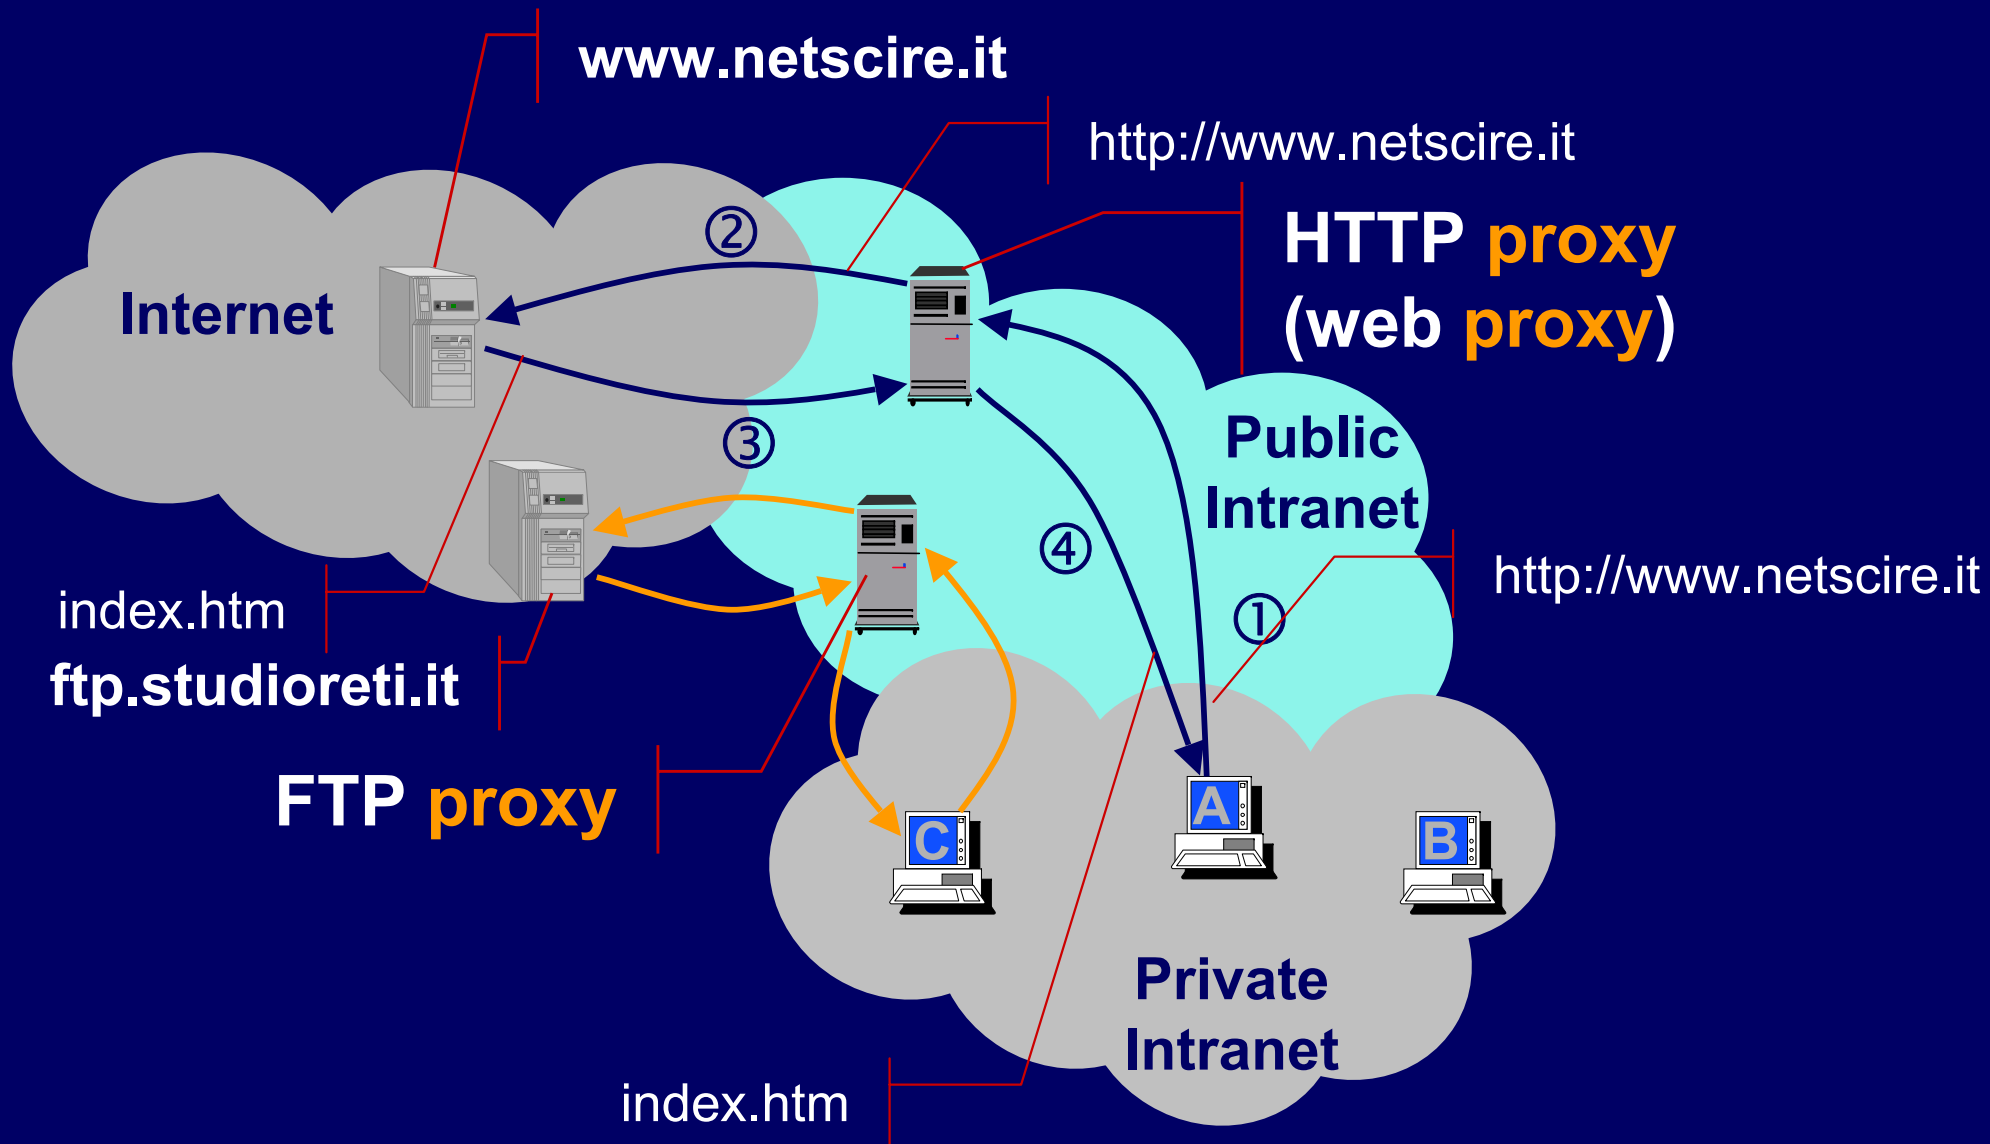 www.netscire.it
http://www.netscire.it
②
HTTP proxy
(web proxy)
Internet
③
Public
Intranet
④
http://www.netscire.it
①
index.htm
ftp.studioreti.it
FTP proxy
C
A
B
Private
Intranet
index.htm